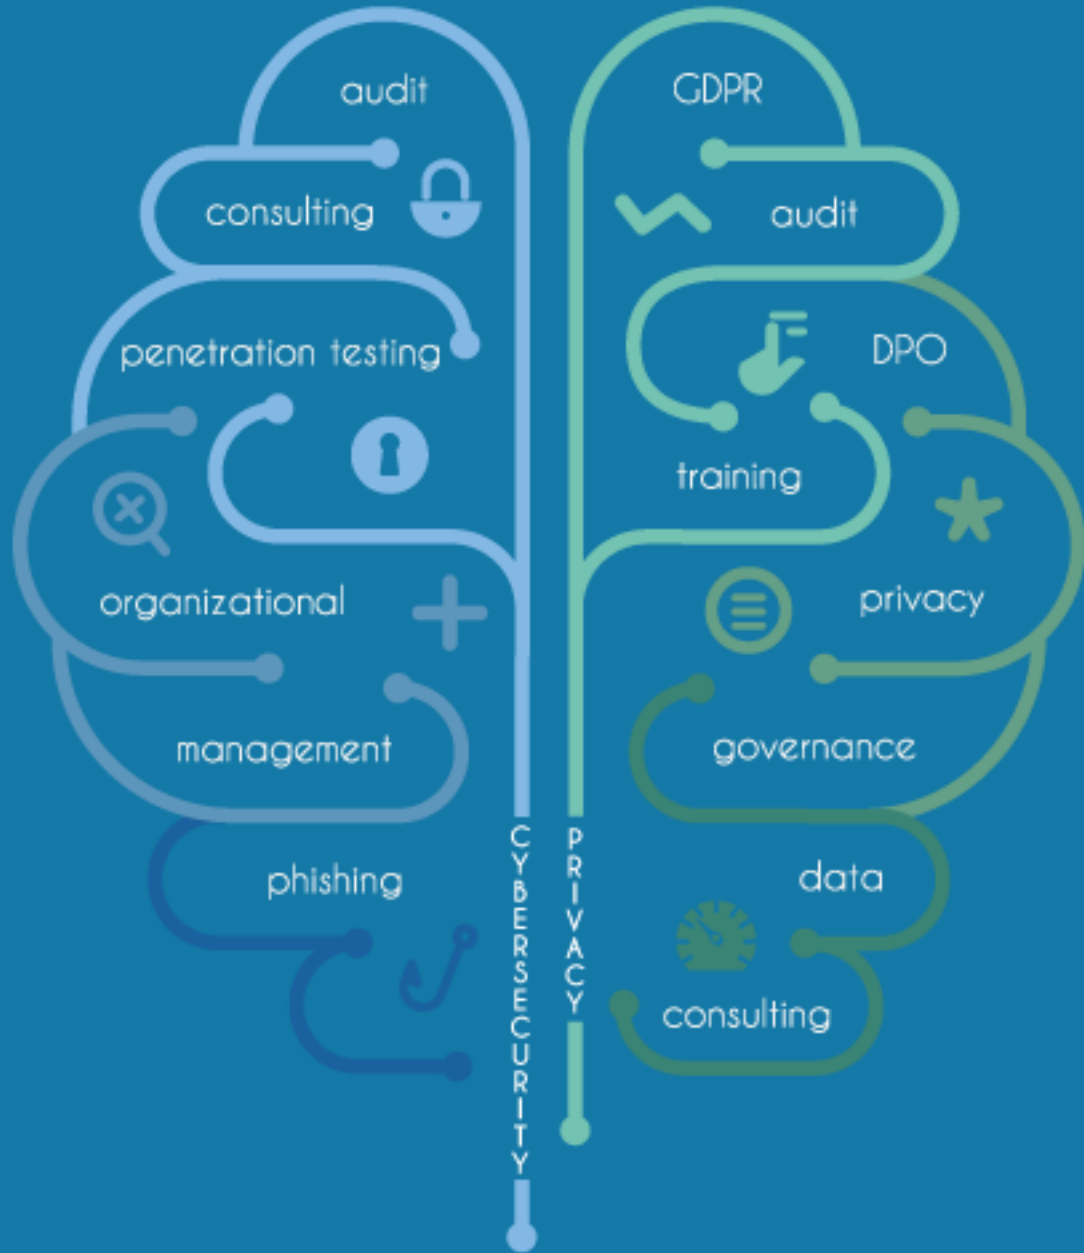 audit
consulting
penetration testing
organizational
management
phishing
CYBERSECURITY
GDPR
audit
DPO
training
privacy
governance
data
consulting
PRIVACY